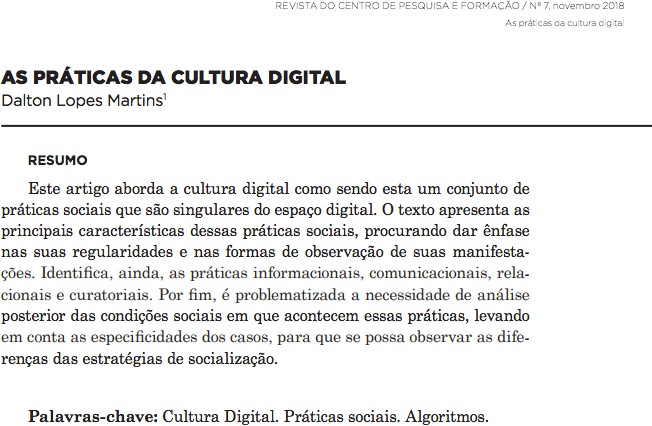 REVISTA DO CENTRO DE PESQUISA E FORMAÇÃO / Nº 7, novembro 2018
As práticas da cultura digital
AS PRÁTICAS DA CULTURA DIGITAL
Dalton Lopes Martins¹
RESUMO
Este artigo aborda a cultura digital como sendo esta um conjunto de
práticas sociais que são singulares do espaço digital. O texto apresenta as
principais características dessas práticas sociais, procurando dar ênfase
nas suas regularidades e nas formas de observação de suas manifesta-
ções. Identifica, ainda, as práticas informacionais, comunicacionais, rela-
cionais e curatoriais. Por fim, é problematizada a necessidade de análise
posterior das condições sociais em que acontecem essas práticas, levando
em conta as especificidades dos casos, para que se possa observar as dife-
renças das estratégias de socialização.
Palavras-chave: Cultura Digital. Práticas sociais. Algoritmos.